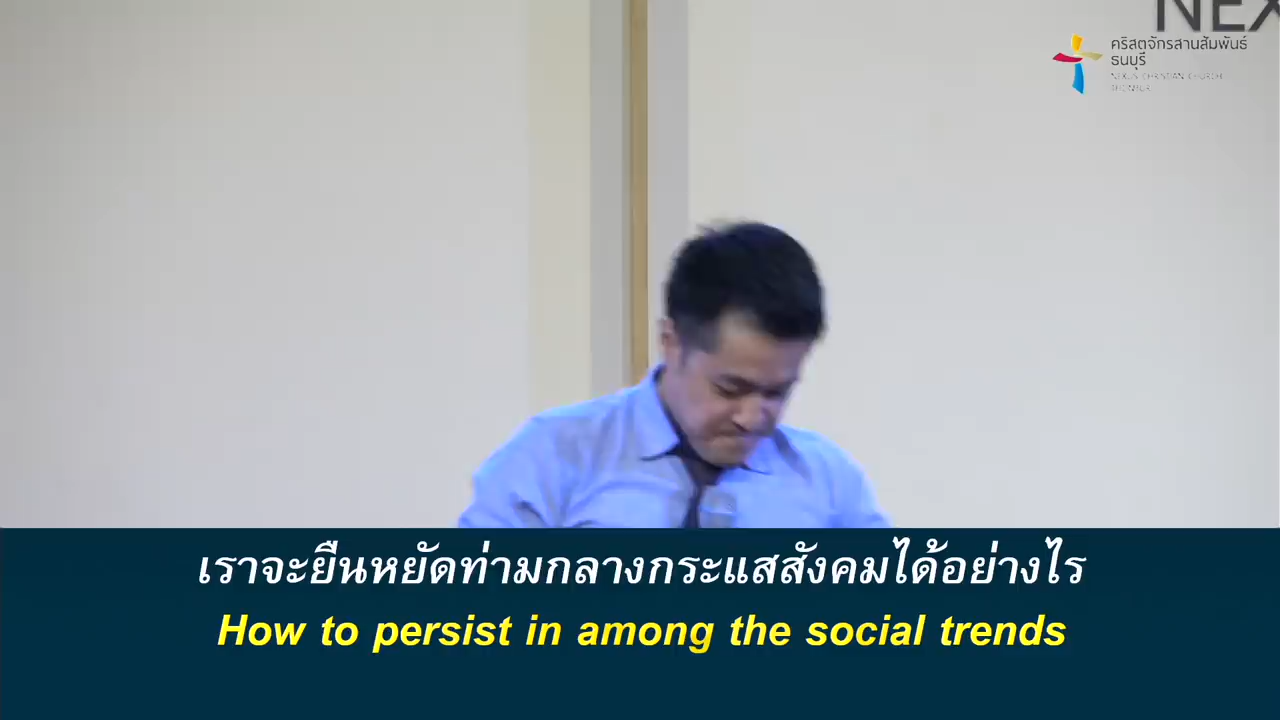 NEX
คริสตจักรสานสัมพันธ์
ธนบุรี
NEXUS CHRISTIAN CHURCH
เราจะยืนหยัดท่ามกลางกระแสสังคมได้อย่างไร
How to persist in among the social trends